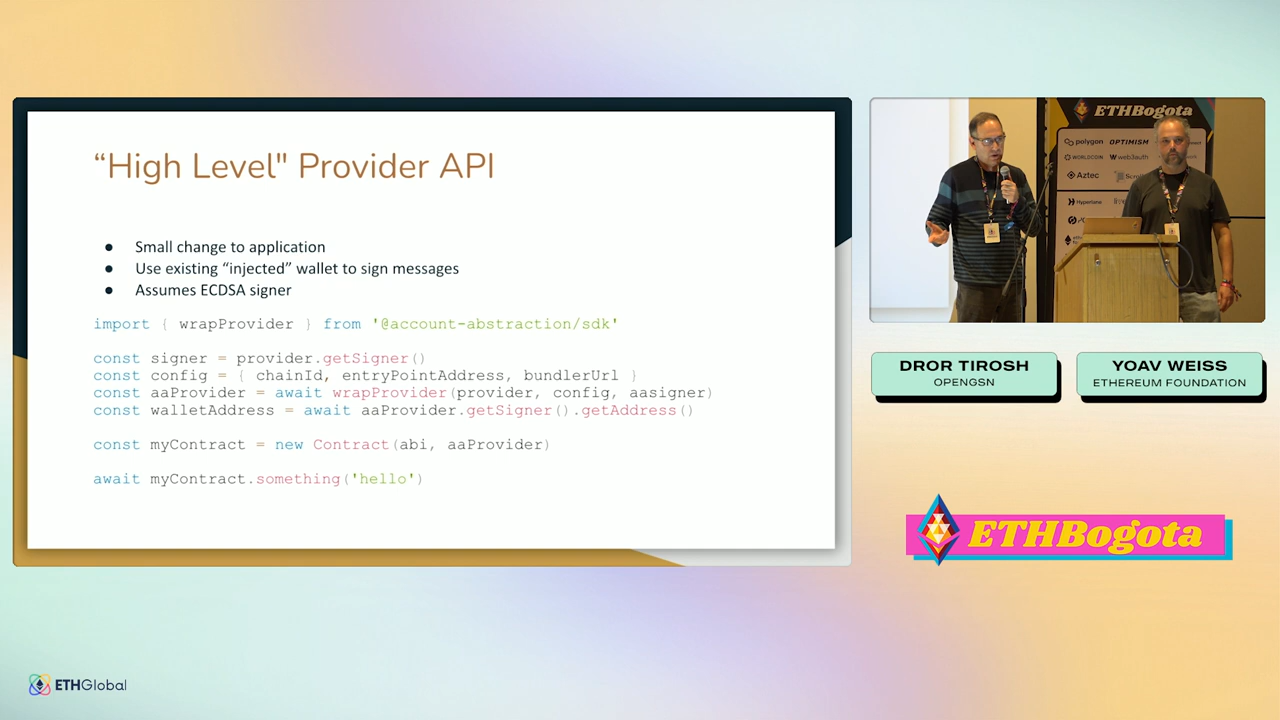 “High Level" Provider API
● Small change to application
● Use existing “injected” wallet to sign messages
● Assumes ECDSA signer
import { wrapProvider } from '@account-abstraction/sdk'
const signer = provider.getSigner()
const config = { chainId, entryPointAddress, bundlerUrl }
const aaProvider = await wrapProvider(provider, config, aasigner)
const walletAddress = await aaProvider.getSigner().getAddress()
const myContract = new Contract(abi, aaProvider)
await myContract.something('hello')
ETHBogota
polygon OPTIMISM
WORLDCOIN web3auth
Aztec
Hyperlane
DROR TIROSH
OPENGSN
YOAV WEISS
ETHEREUM FOUNDATION
ETHBogota
ETHGlobal